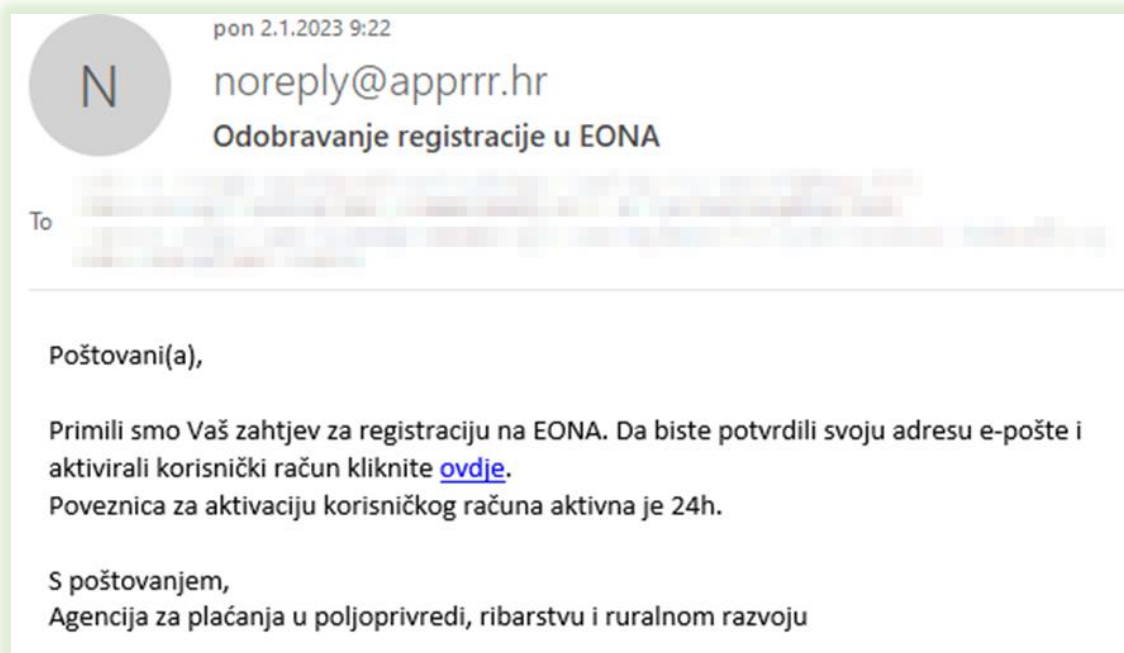 pon 2.1.2023 9:22
N
noreply@apprrr.hr
Odobravanje registracije u EONA
To
Poštovani(a),
Primili smo Vaš zahtjev za registraciju na EONA. Da biste potvrdili svoju adresu e-pošte i
aktivirali korisnički račun kliknite ovdje.
Poveznica za aktivaciju korisničkog računa aktivna je 24h.
S poštovanjem,
Agencija za plaćanja u poljoprivredi, ribarstvu i ruralnom razvoju